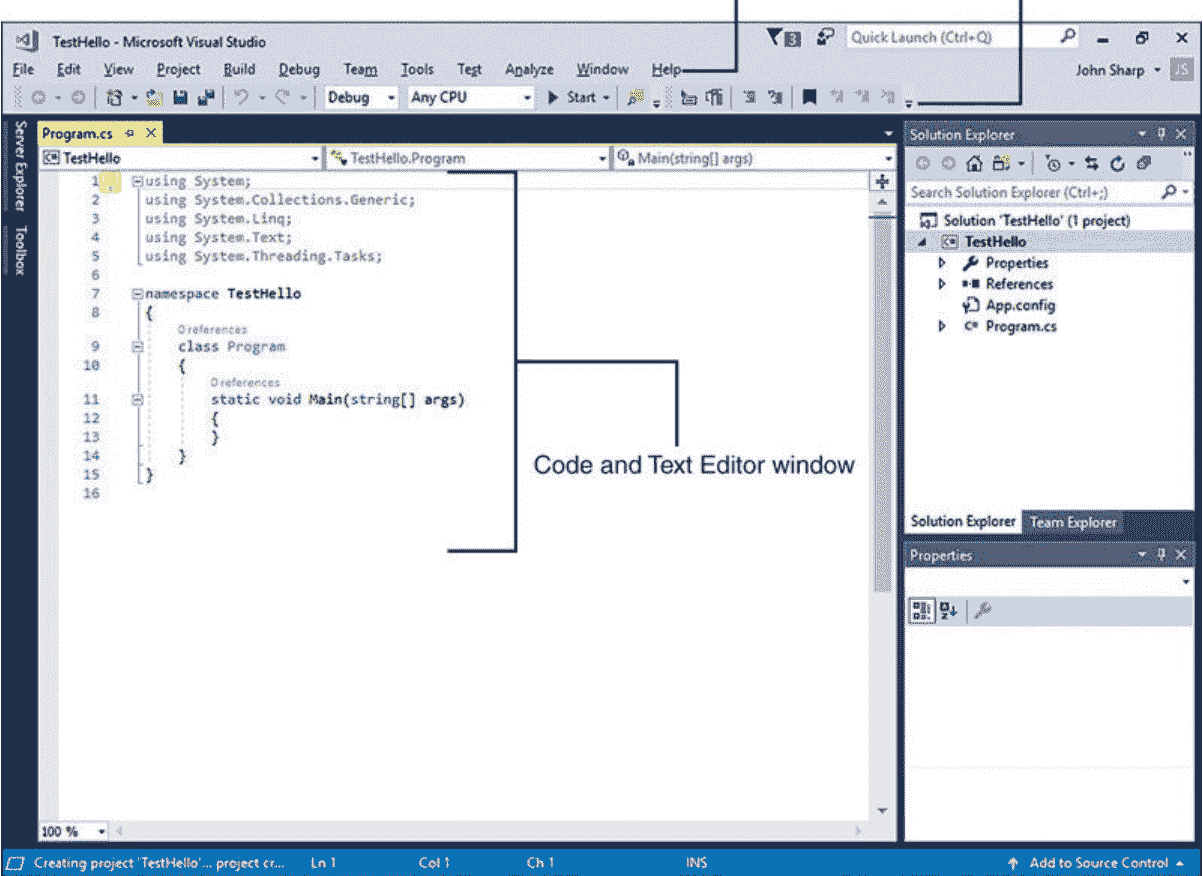 TestHello - Microsoft Visual Studio
3
Quick Launch (Ctrl+Q)
File Edit View Project Build Debug Team Tools Test Analyze Window Help
John Sharp JS
Debug Any CPU Start
Server Explorer
Toolbox
Program.cs
TestHello TestHello.Program Main(string[] args)
1 using System;
2 using System.Collections.Generic;
3 using System.Linq;
4 using System.Text;
5 using System.Threading.Tasks;
6
7 namespace TestHello
8 {
0 references
9 class Program
10 {
0 references
11 static void Main(string[] args)
12 {
13 }
14 }
15 }
16
Code and Text Editor window
100 %
Solution Explorer
Search Solution Explorer (Ctrl+;)
Solution 'TestHello' (1 project)
C# TestHello
Properties
References
App.config
C# Program.cs
Solution Explorer Team Explorer
Properties
Creating project 'TestHello'... project cr... Ln 1 Col 1 Ch 1 INS Add to Source Control